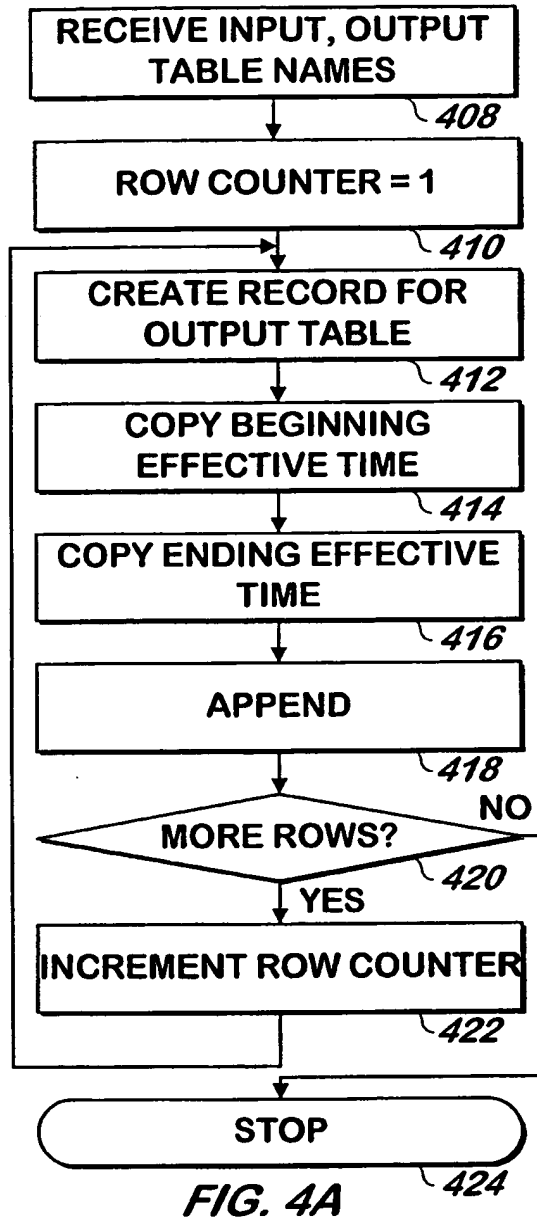 RECEIVE INPUT, OUTPUT
TABLE NAMES
408
ROW COUNTER = 1
410
CREATE RECORD FOR
OUTPUT TABLE
412
COPY BEGINNING
EFFECTIVE TIME
414
COPY ENDING EFFECTIVE
TIME
416
APPEND
418
NO
MORE ROWS?
420
YES
INCREMENT ROW COUNTER
422
STOP
424
FIG. 4A